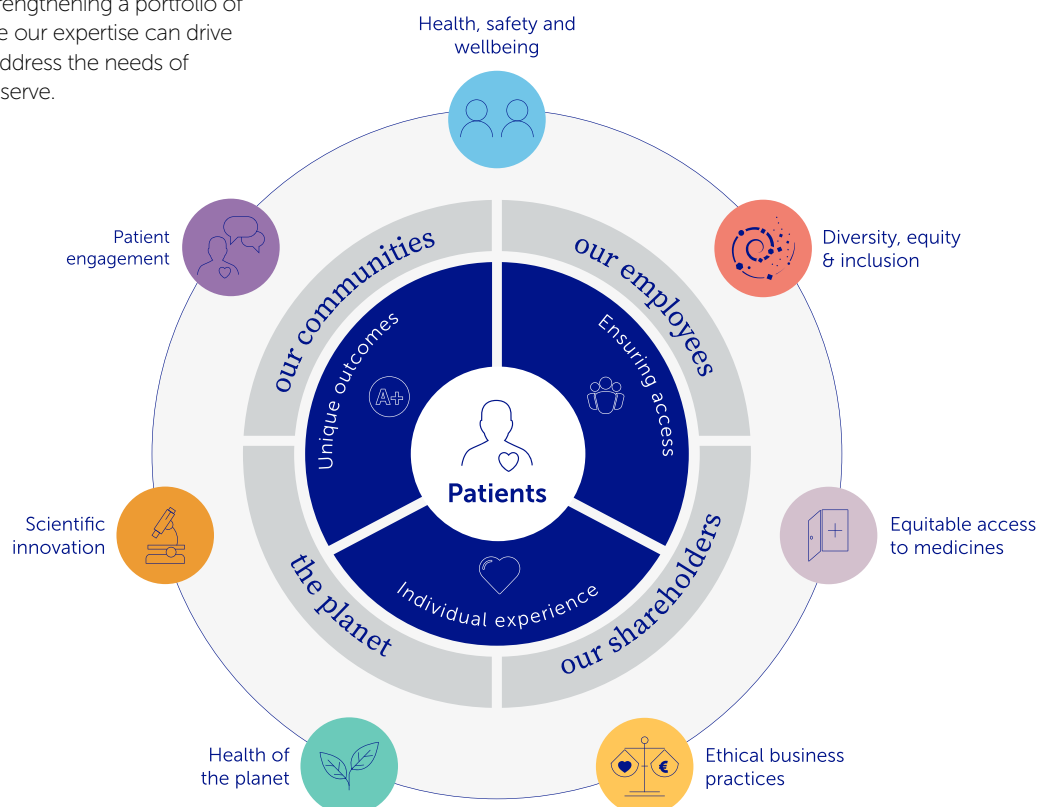 rengthening a portfolio of
e our expertise can drive
ddress the needs of
serve.
Health, safety and
wellbeing
Patient
engagement
Diversity, equity
& inclusion
our communities
our employees
Unique outcomes
A+
Ensuring access
Patients
Scientific
innovation
Equitable access
to medicines
Individual experience
the planet
our shareholders
Health of
the planet
€
Ethical business
practices